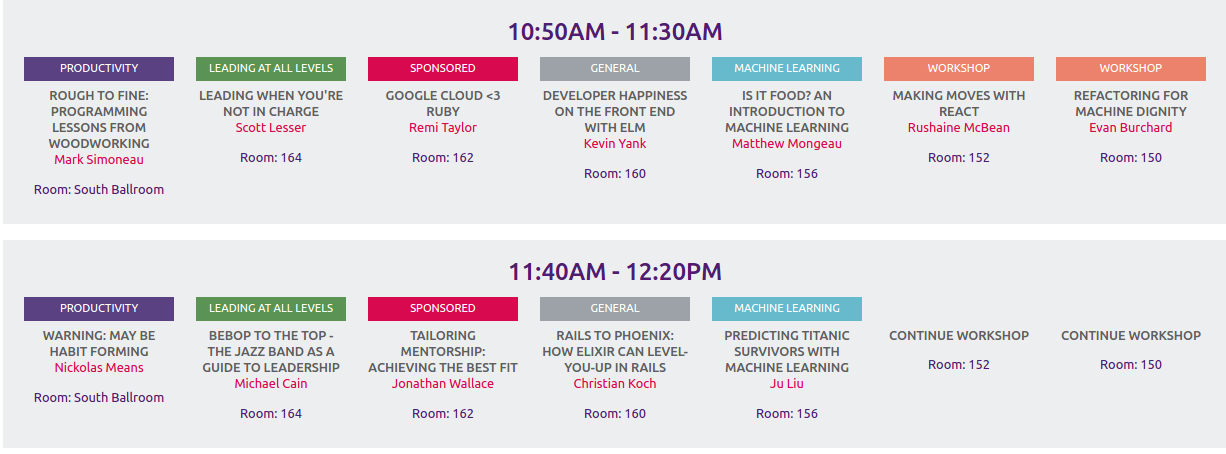 10:50AM - 11:30AM
PRODUCTIVITY
ROUGH TO FINE:
PROGRAMMING
LESSONS FROM
WOODWORKING
Mark Simoneau
Room: South Ballroom
LEADING AT ALL LEVELS
LEADING WHEN YOU'RE
NOT IN CHARGE
Scott Lesser
Room: 164
SPONSORED
GOOGLE CLOUD <3
RUBY
Remi Taylor
Room: 162
GENERAL
DEVELOPER HAPPINESS
ON THE FRONT END
WITH ELM
Kevin Yank
Room: 160
MACHINE LEARNING
IS IT FOOD? AN
INTRODUCTION TO
MACHINE LEARNING
Matthew Mongeau
Room: 156
WORKSHOP
MAKING MOVES WITH
REACT
Rushaine McBean
Room: 152
WORKSHOP
REFACTORING FOR
MACHINE DIGNITY
Evan Burchard
Room: 150
11:40AM - 12:20PM
PRODUCTIVITY
WARNING: MAY BE
HABIT FORMING
Nickolas Means
Room: South Ballroom
LEADING AT ALL LEVELS
BEBOP TO THE TOP -
THE JAZZ BAND AS A
GUIDE TO LEADERSHIP
Michael Cain
Room: 164
SPONSORED
TAILORING
MENTORSHIP:
ACHIEVING THE BEST FIT
Jonathan Wallace
Room: 162
GENERAL
RAILS TO PHOENIX:
HOW ELIXIR CAN LEVEL-
YOU-UP IN RAILS
Christian Koch
Room: 160
MACHINE LEARNING
PREDICTING TITANIC
SURVIVORS WITH
MACHINE LEARNING
Ju Liu
Room: 156
CONTINUE WORKSHOP
Room: 152
CONTINUE WORKSHOP
Room: 150